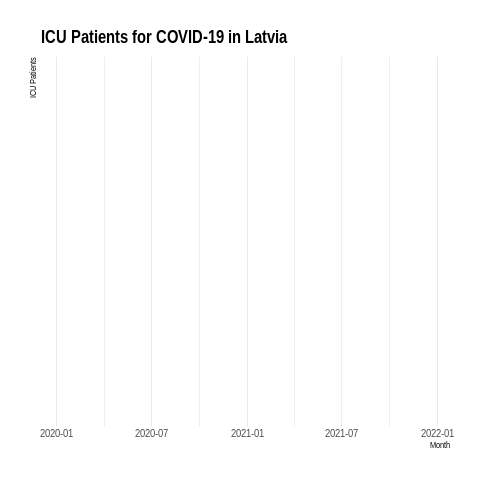 ICU Patients for COVID-19 in Latvia
ICU Patients
2020-01 2020-07 2021-01 2021-07 2022-01
Month